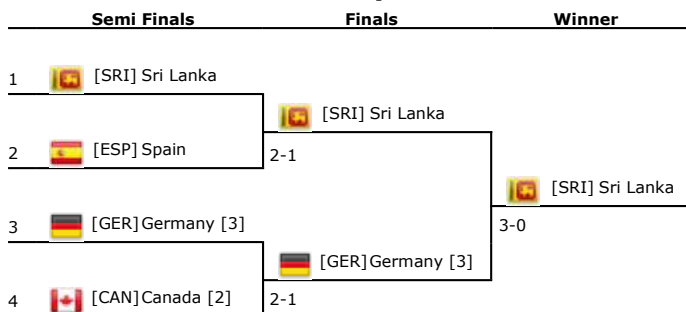 Semi Finals Finals Winner
1 [SRI] Sri Lanka
[SRI] Sri Lanka
2 [ESP] Spain
2-1
[SRI] Sri Lanka
3 [GER] Germany [3]
3-0
[GER] Germany [3]
4 [CAN] Canada [2]
2-1